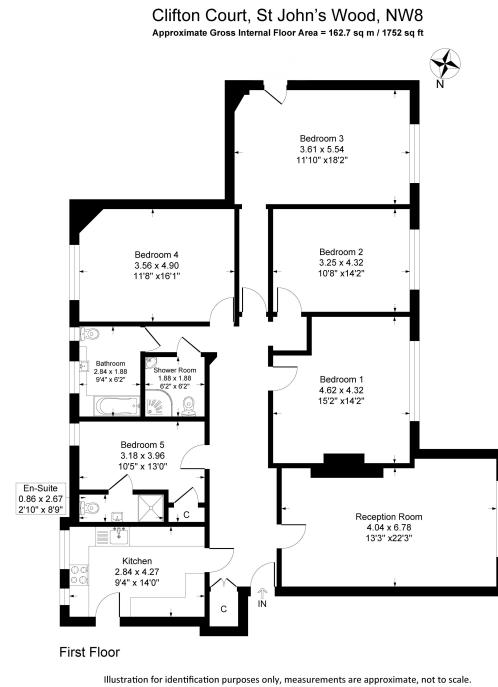 Clifton Court, St John's Wood, NW8
Approximate Gross Internal Floor Area = 162.7 sq m / 1752 sq ft
N
Bedroom 3
3.61 x 5.54
11'10" x18'2"
Bedroom 4
3.56 x 4.90
11'8" x16'1"
Bedroom 2
3.25 x 4.32
10'8" x14'2"
Bathroom
2.84 x 1.88
9'4" x 6'2"
Shower Room
1.88 x 1.88
6'2" x 6'2"
Bedroom 1
4.62 x 4.32
15'2" x14'2"
Bedroom 5
3.18 x 3.96
10'5" x 13'0"
En-Suite
0.86 x 2.67
2'10" x 8'9"
C
Reception Room
4.04 x 6.78
13'3" x22'3"
Kitchen
2.84 x 4.27
9'4" x 14'0"
C
IN
First Floor
Illustration for identification purposes only, measurements are approximate, not to scale.